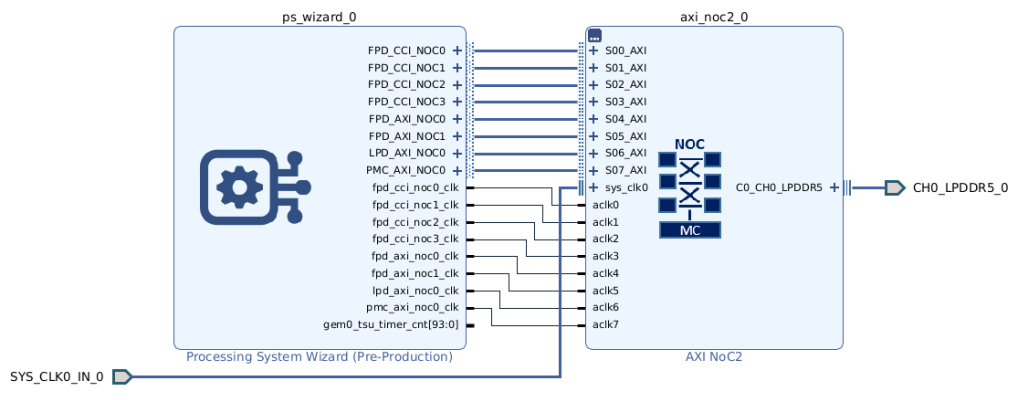 ps_wizard_0
FPD_CCI_NOC0
FPD_CCI_NOC1
FPD_CCI_NOC2
FPD_CCI_NOC3
FPD_AXI_NOC0
FPD_AXI_NOC1
LPD_AXI_NOC0
PMC_AXI_NOC0
fpd_cci_noc0_clk
fpd_cci_noc1_clk
fpd_cci_noc2_clk
fpd_cci_noc3_clk
fpd_axi_noc0_clk
fpd_axi_noc1_clk
lpd_axi_noc0_clk
pmc_axi_noc0_clk
gem0_tsu_timer_cnt[93:0]
Processing System Wizard (Pre-Production)
axi_noc2_0
S00_AXI
S01_AXI
S02_AXI
S03_AXI
S04_AXI
S05_AXI
S06_AXI
S07_AXI
sys_clk0
aclk0
aclk1
aclk2
aclk3
aclk4
aclk5
aclk6
aclk7
NOC
MC
C0_CH0_LPDDR5
AXI NoC2
CH0_LPDDR5_0
SYS_CLK0_IN_0